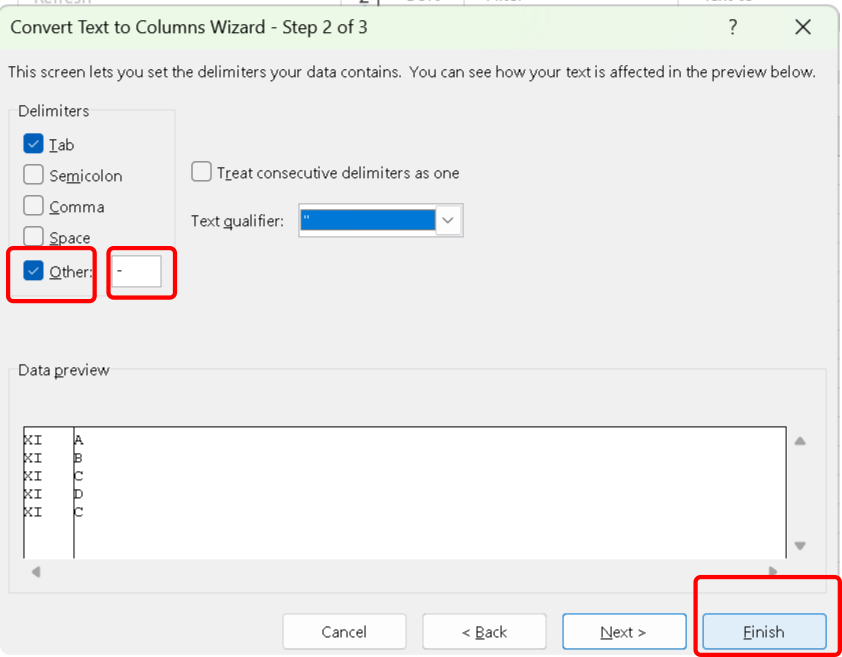 Convert Text to Columns Wizard - Step 2 of 3 ?
This screen lets you set the delimiters your data contains. You can see how your text is affected in the preview below.
Delimiters
Tab
Semicolon
Comma
Space
Other: -
Treat consecutive delimiters as one
Text qualifier: "
Data preview
XI A
XI B
XI C
XI D
XI C
Cancel < Back Next > Finish